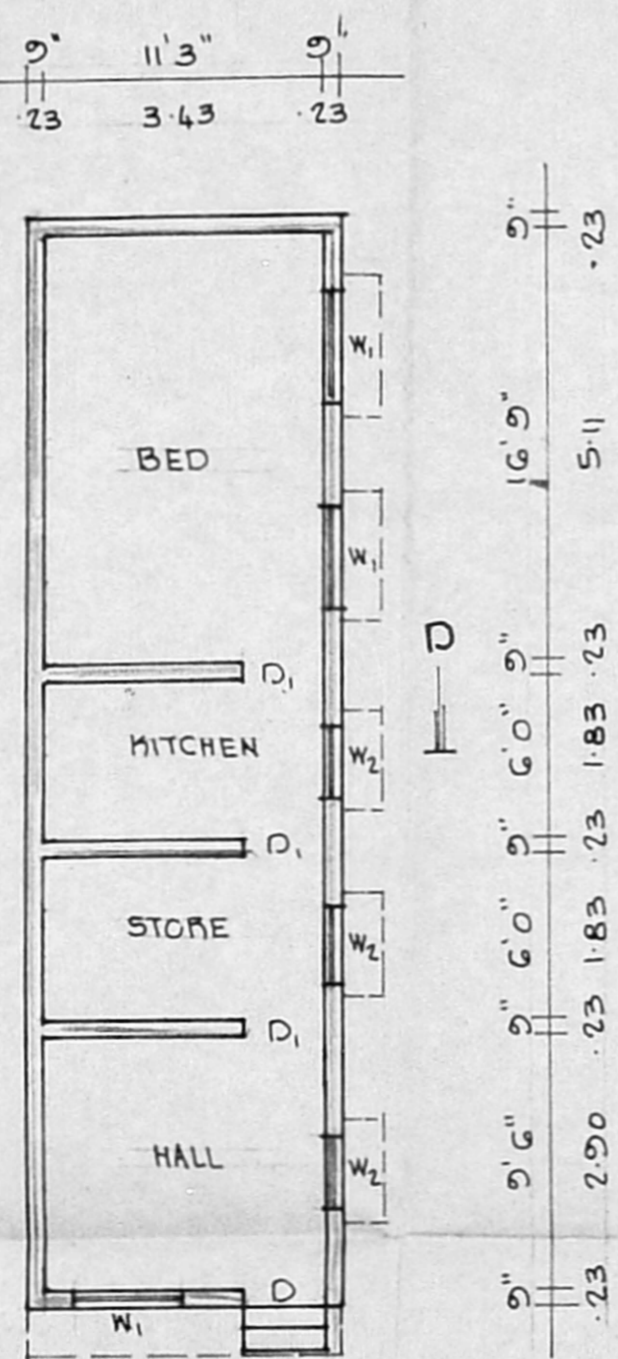 9" 11'3" 9"
.23 3.43 .23
9" .23
W₁
16'9" 5.11
BED
W₁
D
9" .23
D₁
6'0" 1.83
KITCHEN W₂
9" .23
D₁
6'0" 1.83
STORE W₂
9" .23
D₁
9'6" 2.90
HALL W₂
9" .23
D
W₁